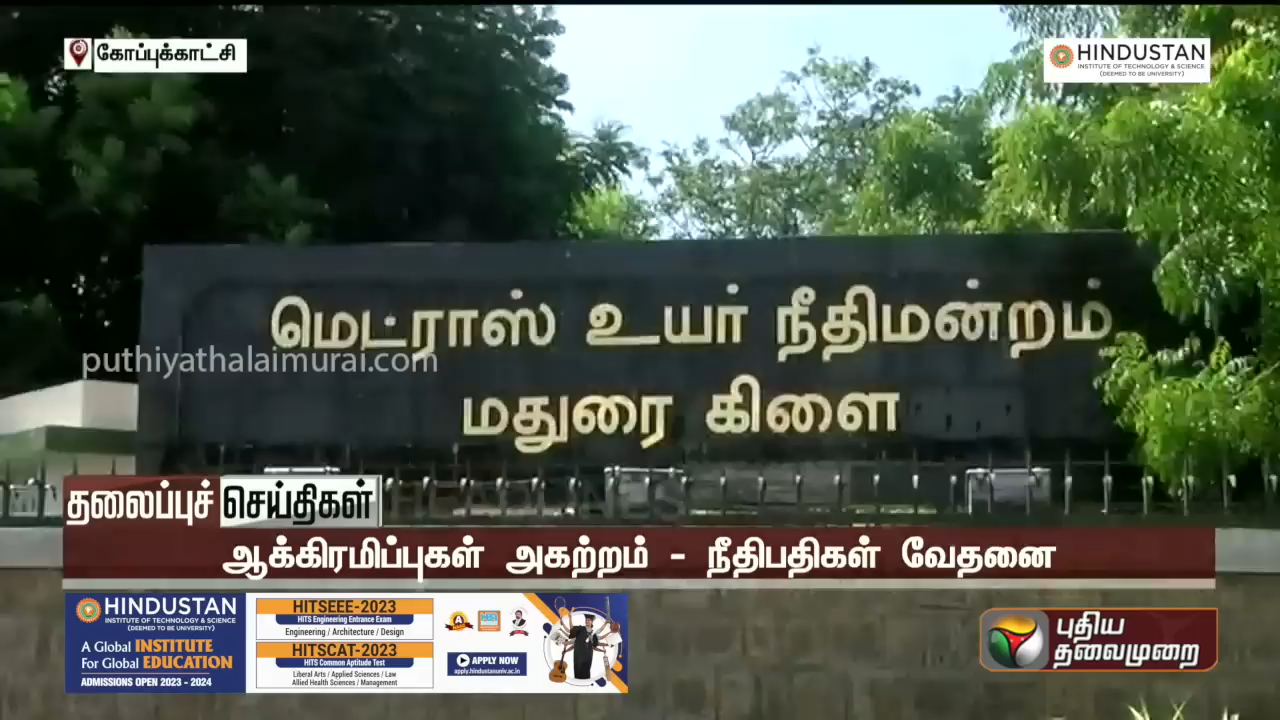 கோப்புக்காட்சி
HINDUSTAN
INSTITUTE OF TECHNOLOGY & SCIENCE
(DEEMED TO BE UNIVERSITY)
மெட்ராஸ் உயர் நீதிமன்றம்
puthiyathalaimurai.com
மதுரை கிளை
தலைப்புச் செய்திகள்
ஆக்கிரமிப்புகள் அகற்றம் - நீதிபதிகள் வேதனை
HINDUSTAN
INSTITUTE OF TECHNOLOGY & SCIENCE
(DEEMED TO BE UNIVERSITY)
A Global INSTITUTE
For Global EDUCATION
ADMISSIONS OPEN 2023 - 2024
HITSEEE-2023
HITS Engineering Entrance Exam
Engineering / Architecture / Design
HITSCAT-2023
HITS Common Aptitude Test
Liberal Arts / Applied Sciences / Law
Allied Health Sciences / Management
APPLY NOW
apply.hindustanuniv.ac.in
புதிய
தலைமுறை